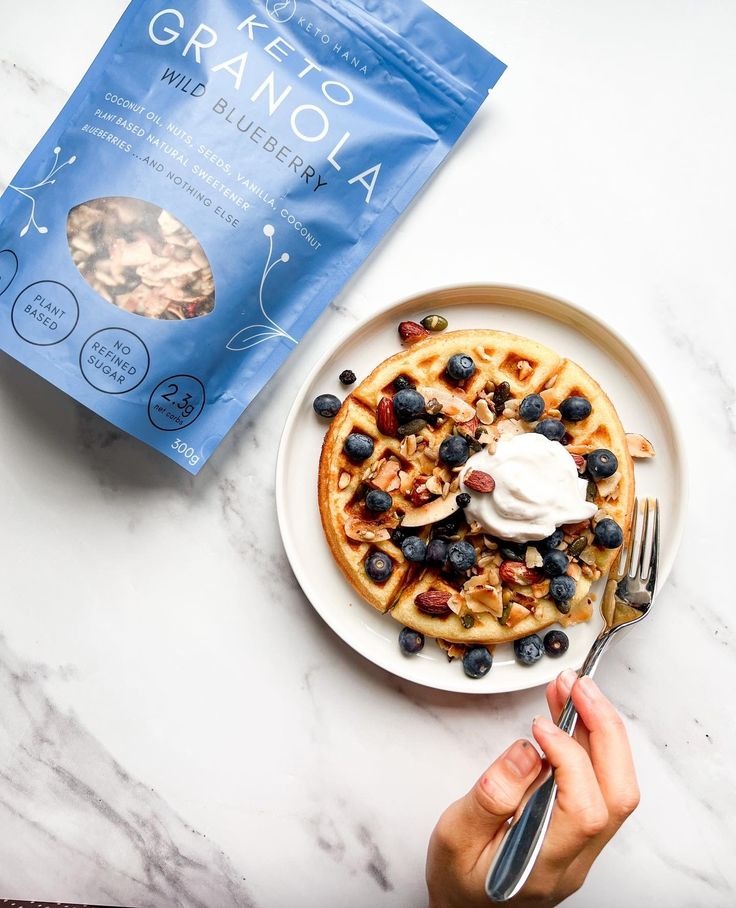 KETO HANA
KETO
GRANOLA
WILD BLUEBERRY
COCONUT OIL, NUTS, SEEDS, VANILLA, COCONUT
PLANT BASED NATURAL SWEETENER
BLUEBERRIES ...AND NOTHING ELSE
PLANT
BASED
NO
REFINED
SUGAR
2.3g
net carbs
300g